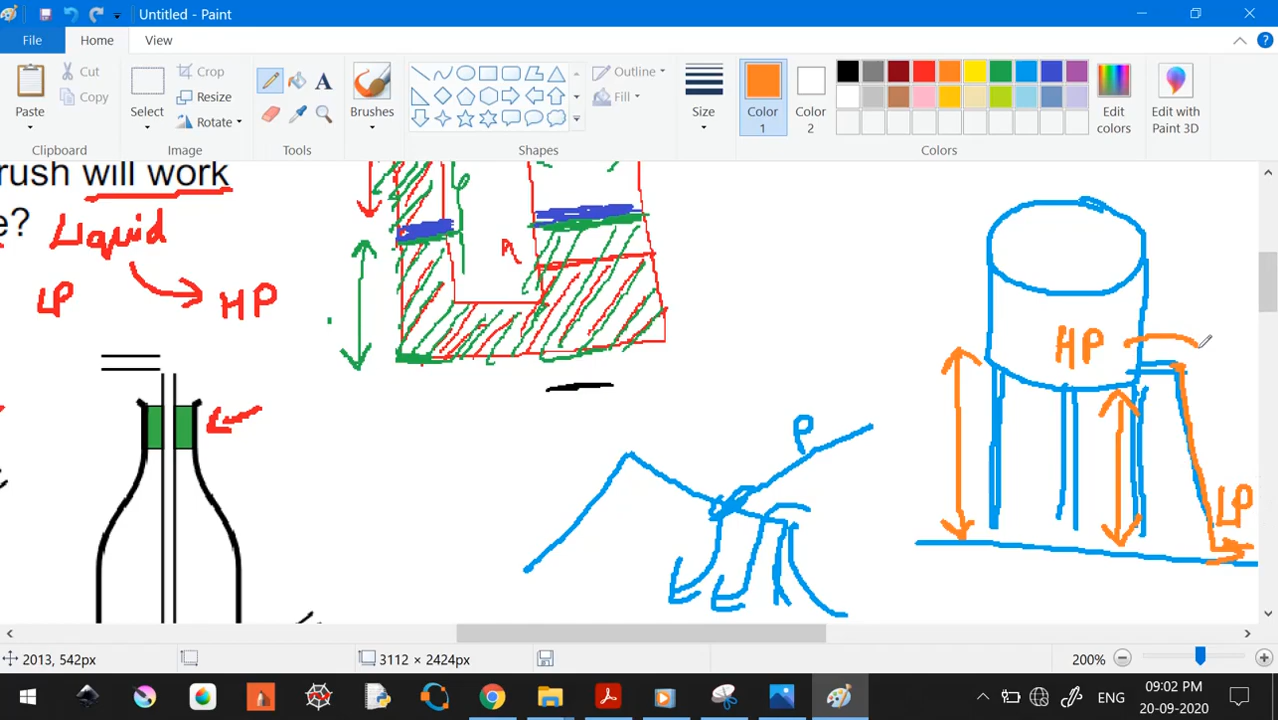 Untitled - Paint
File
Home
View
Paste
Cut
Copy
Clipboard
Select
Crop
Resize
Rotate
Image
A
Tools
Brushes
Outline
Fill
Shapes
Size
Color 1
Color 2
Edit colors
Edit with Paint 3D
Colors
rush will work
e?
Liquid
LP
HP
P
HP
LP
2013, 542px
3112 × 2424px
200%
ENG
09:02 PM
20-09-2020